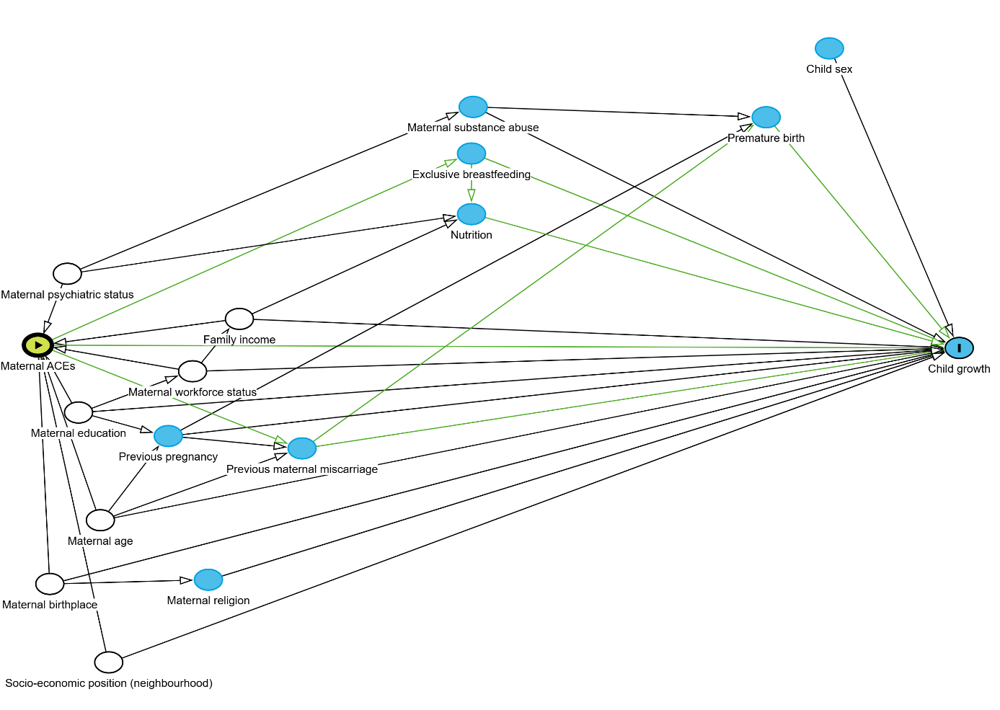 Child sex
Maternal substance abuse
Premature birth
Exclusive breastfeeding
Nutrition
Maternal psychiatric status
Family income
Maternal ACEs
Child growth
Maternal workforce status
Maternal education
Previous pregnancy
Previous maternal miscarriage
Maternal age
Maternal birthplace
Maternal religion
Socio-economic position (neighbourhood)